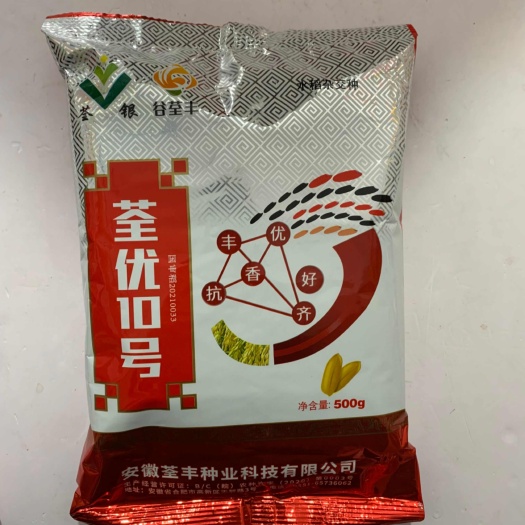 荃银
谷荃丰
水稻杂交种
荃优10号
国审稻20210033
丰
优
香
好
抗
齐
净含量: 500g
安徽荃丰种业科技有限公司